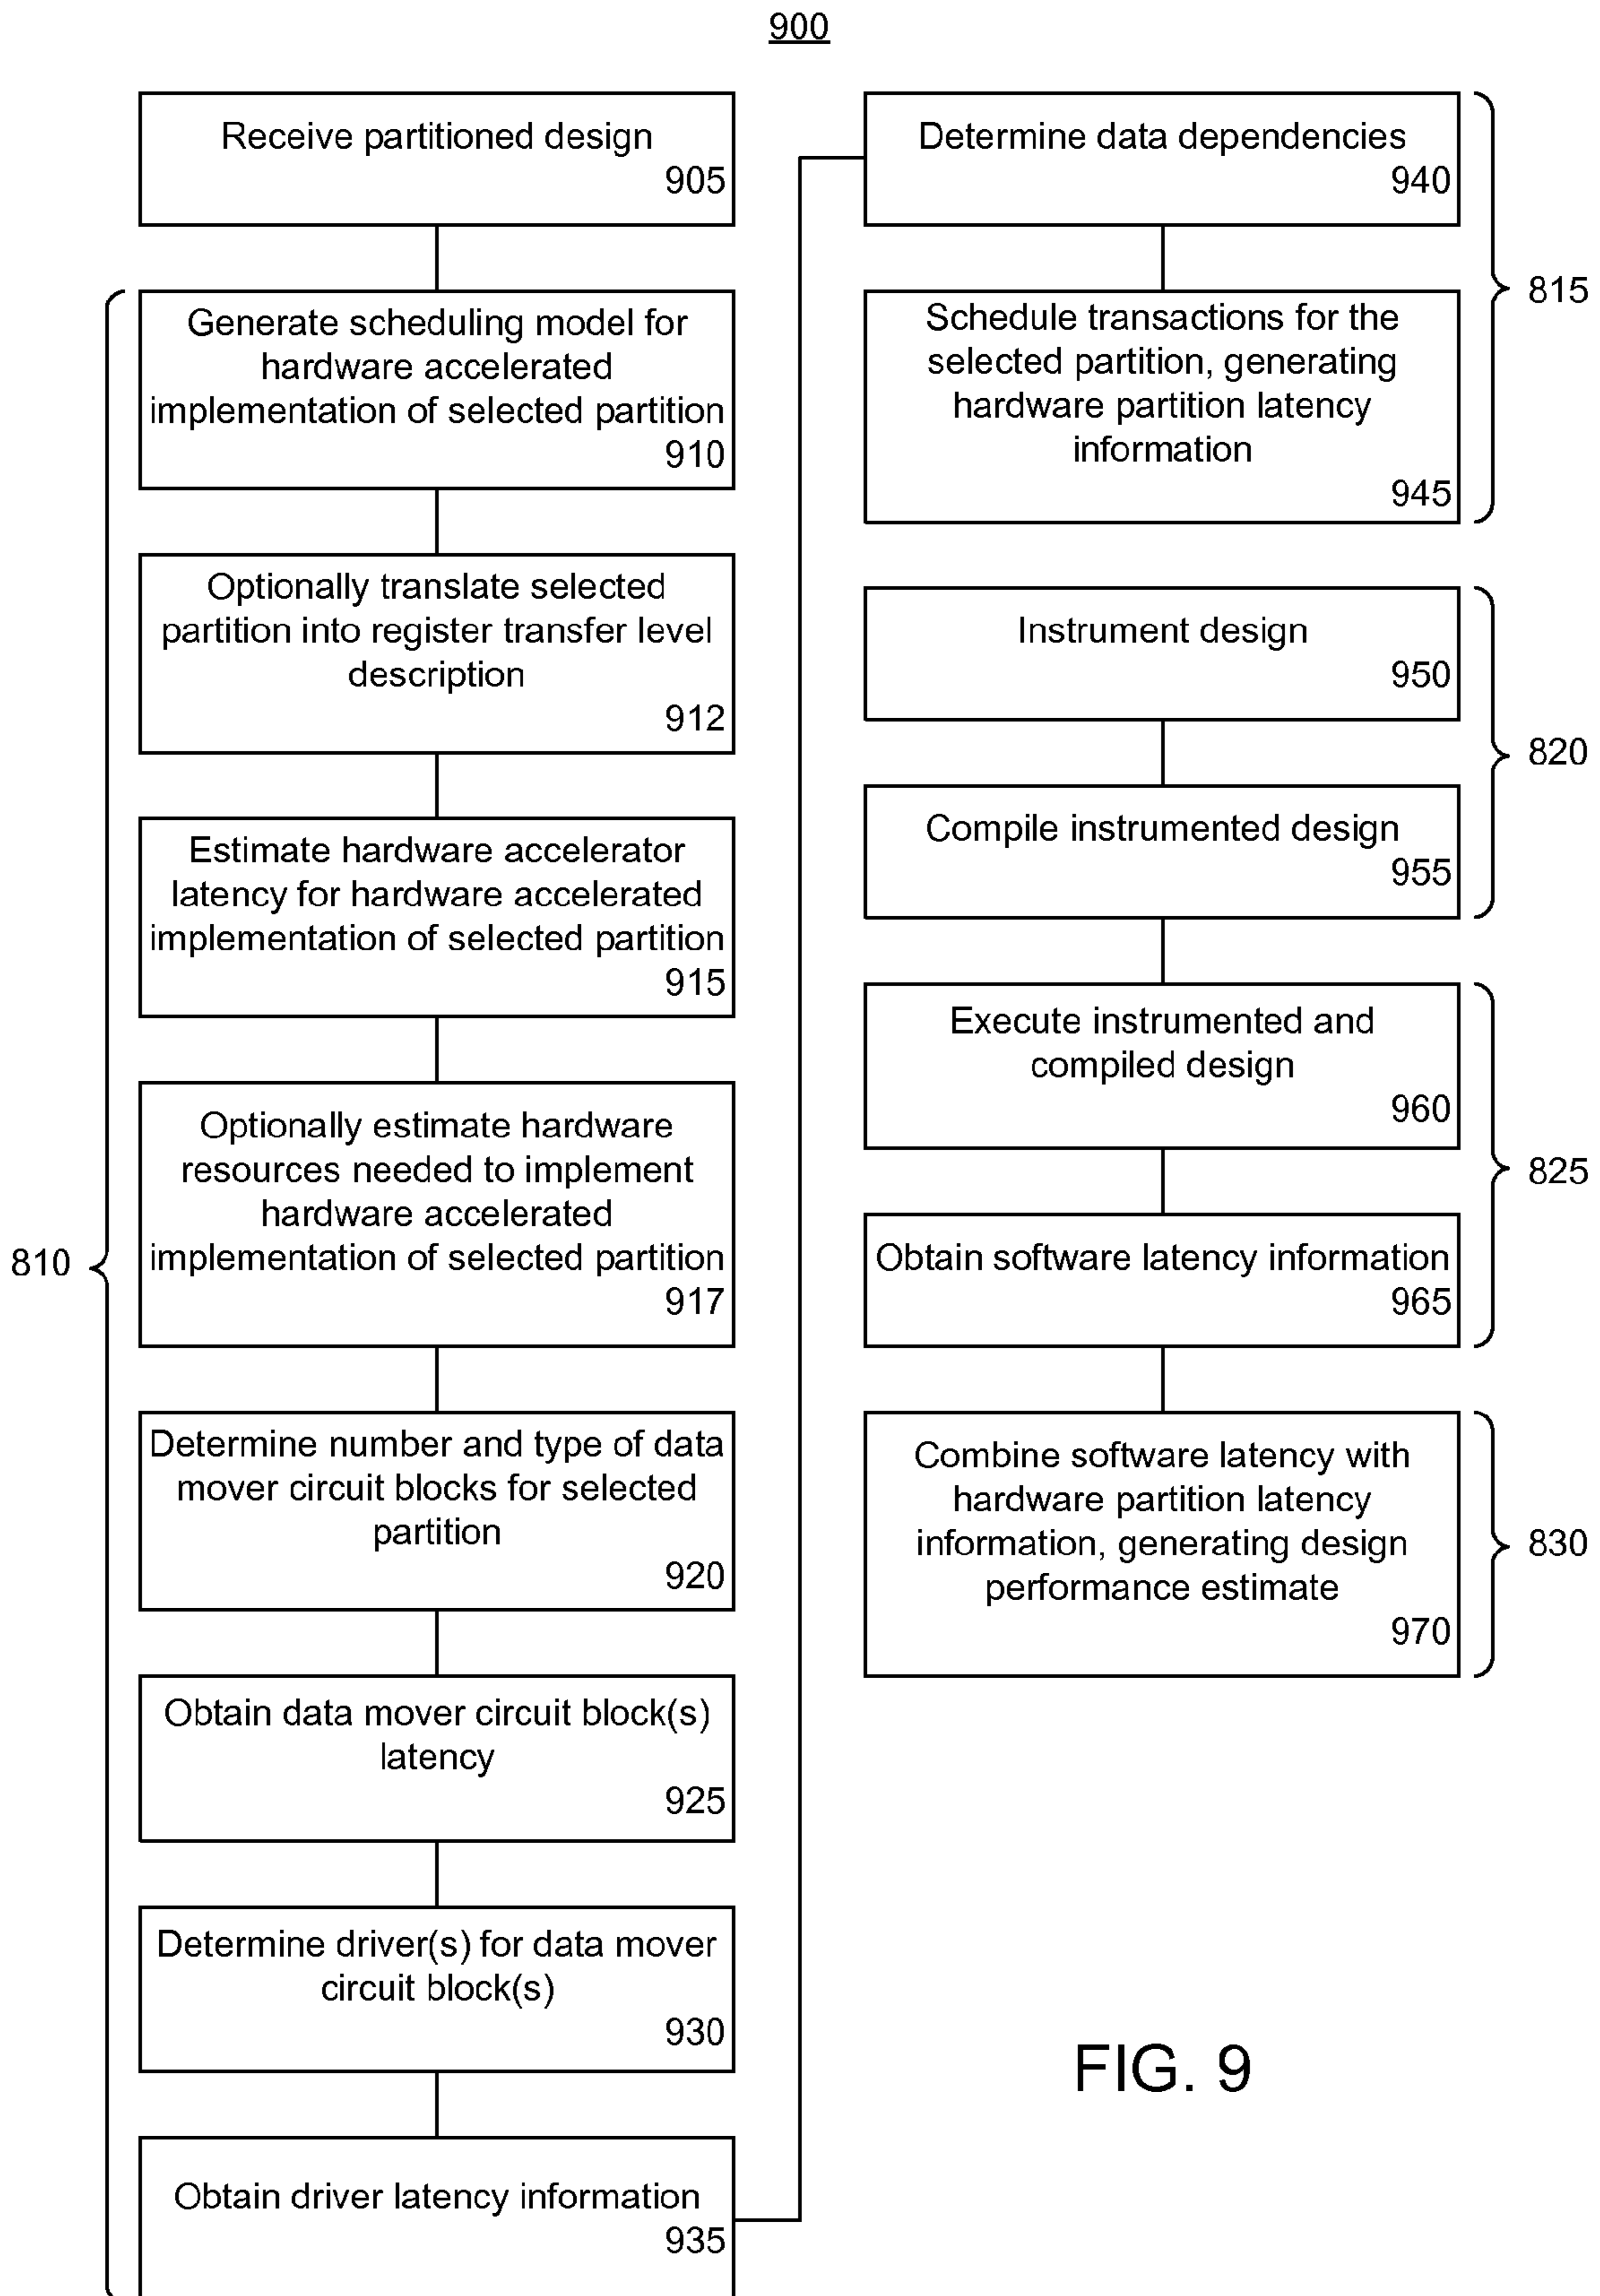 900
Receive partitioned design
905
Generate scheduling model for
hardware accelerated
implementation of selected partition
910
Optionally translate selected
partition into register transfer level
description
912
Estimate hardware accelerator
latency for hardware accelerated
implementation of selected partition
915
Optionally estimate hardware
resources needed to implement
hardware accelerated
implementation of selected partition
917
Determine number and type of data
mover circuit blocks for selected
partition
920
Obtain data mover circuit block(s)
latency
925
Determine driver(s) for data mover
circuit block(s)
930
Obtain driver latency information
935
810
Determine data dependencies
940
Schedule transactions for the
selected partition, generating
hardware partition latency
information
945
815
Instrument design
950
Compile instrumented design
955
820
Execute instrumented and
compiled design
960
Obtain software latency information
965
825
Combine software latency with
hardware partition latency
information, generating design
performance estimate
970
830
FIG. 9